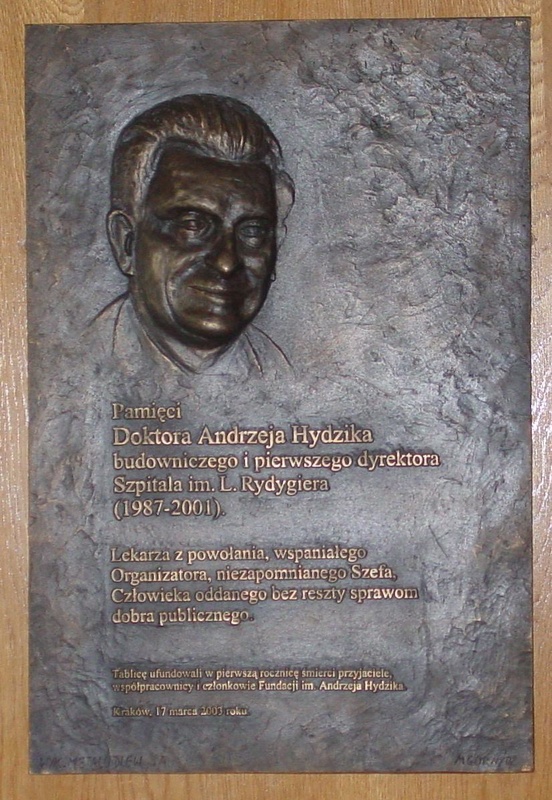 Pamięci
Doktora Andrzeja Hydzika
budowniczego i pierwszego dyrektora
Szpitala im. L. Rydygiera
(1987-2001).
Lekarza z powołania, wspaniałego
Organizatora, niezapomnianego Szefa,
Człowieka oddanego bez reszty sprawom
dobra publicznego.
Tablicę ufundowali w pierwszą rocznicę śmierci przyjaciele,
współpracownicy i członkowie Fundacji im. Andrzeja Hydzika.
Kraków, 17 marca 2003 roku